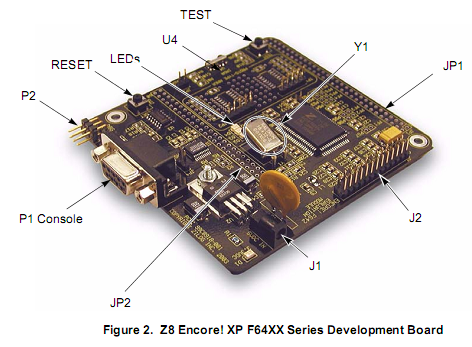 TEST
U4
LEDs
Y1
RESET
JP1
P2
P1 Console
J2
J1
JP2
Figure 2. Z8 Encore! XP F64XX Series Development Board